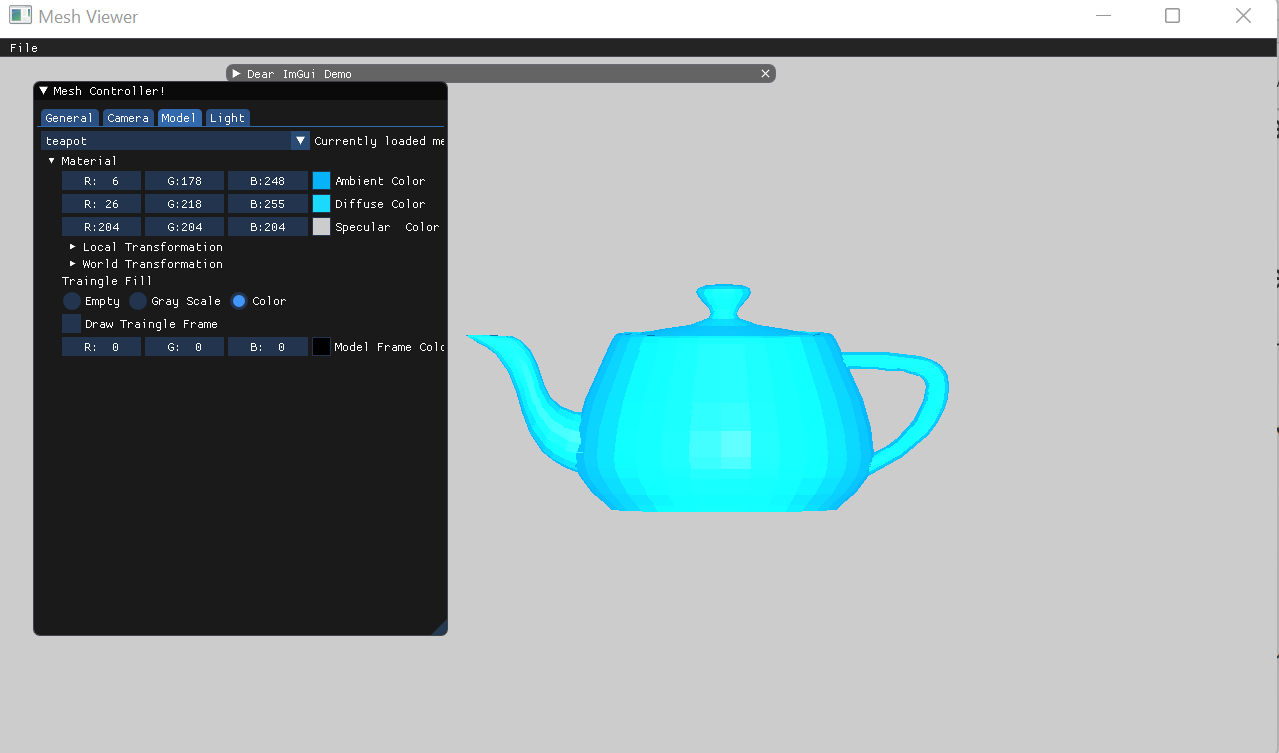 Mesh Viewer
File
Dear ImGui Demo
Mesh Controller!
General Camera Model Light
teapot Currently loaded me
Material
R: 6 G:178 B:248 Ambient Color
R: 26 G:218 B:255 Diffuse Color
R:204 G:204 B:204 Specular Color
Local Transformation
World Transformation
Traingle Fill
Empty Gray Scale Color
Draw Traingle Frame
R: 0 G: 0 B: 0 Model Frame Colo